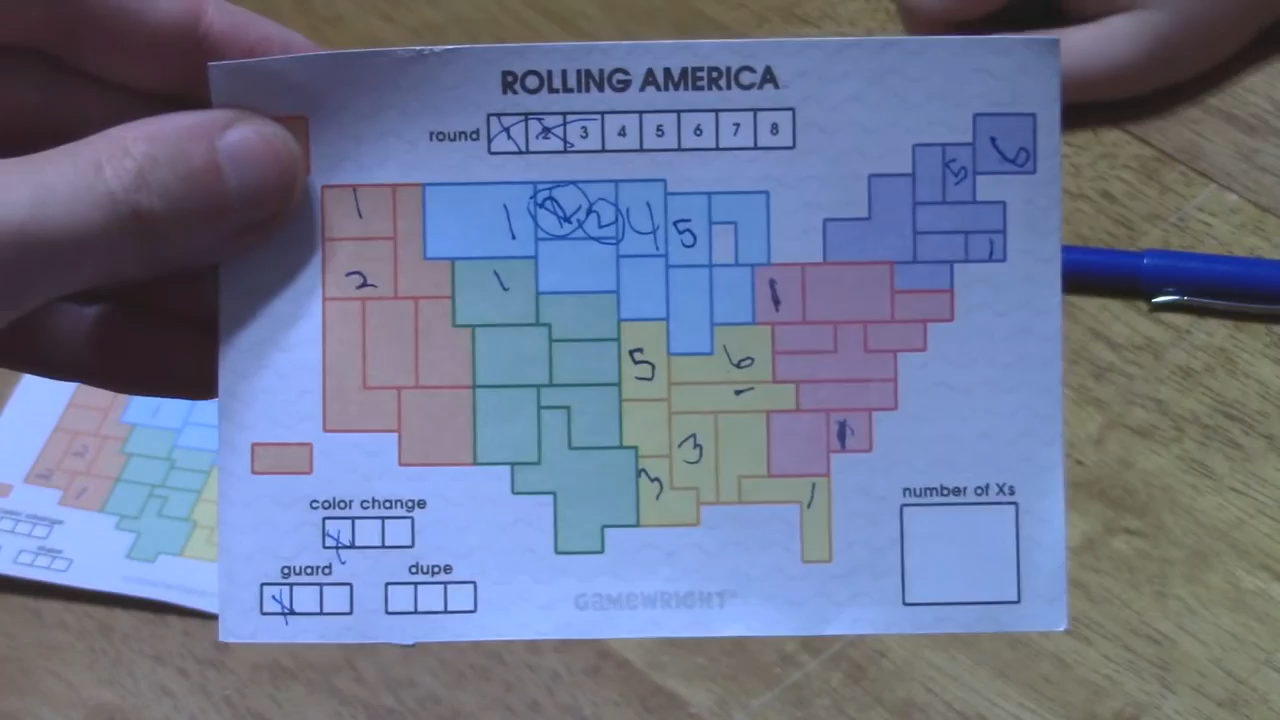 ROLLING AMERICA
round 1 2 3 4 5 6 7 8
6
5
1 1 2 4 5
1
2 1 1
5 6
1
3
3 1
color change
X
number of Xs
guard dupe
X
GAMEWRIGHT